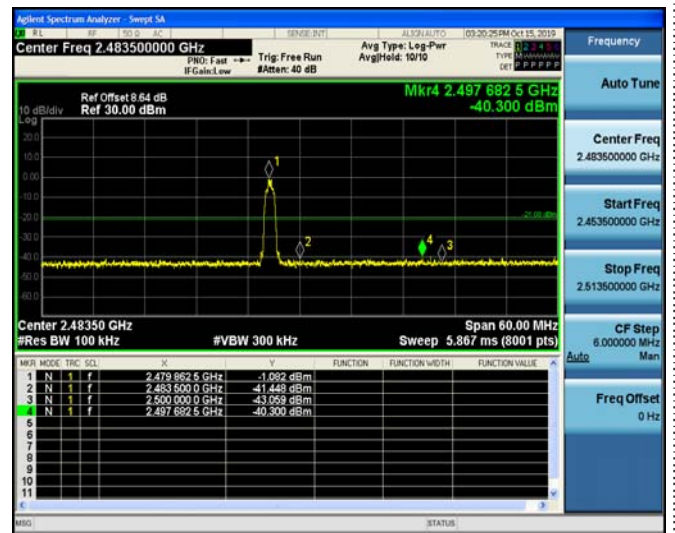 Agilent Spectrum Analyzer - Swept SA
RL RF 50 Ω AC SENSE:INT ALIGN AUTO 03:20:25 PM Oct 15, 2019
Center Freq 2.483500000 GHz
PNO: Fast
IFGain:Low
Trig: Free Run
#Atten: 40 dB
Avg Type: Log-Pwr
Avg|Hold: 10/10
TRACE 1 2 3 4 5 6
TYPE
DET P P P P P P
Ref Offset 8.64 dB
10 dB/div Ref 30.00 dBm
Log
Mkr4 2.497 682 5 GHz
-40.300 dBm
20.0
10.0
0.00
-10.0
-20.0
-30.0
-40.0
-50.0
-60.0
1
2
4
3
-21.08 dBm
Center 2.48350 GHz Span 60.00 MHz
#Res BW 100 kHz #VBW 300 kHz Sweep 5.867 ms (8001 pts)
MKR MODE TRC SCL X Y FUNCTION FUNCTION WIDTH FUNCTION VALUE
1 N 1 f 2.479 862 5 GHz -1.082 dBm
2 N 1 f 2.483 500 0 GHz -41.448 dBm
3 N 1 f 2.500 000 0 GHz -43.059 dBm
4 N 1 f 2.497 682 5 GHz -40.300 dBm
5
6
7
8
9
10
11
MSG STATUS
Frequency
Auto Tune
Center Freq
2.483500000 GHz
Start Freq
2.453500000 GHz
Stop Freq
2.513500000 GHz
CF Step
6.000000 MHz
Auto Man
Freq Offset
0 Hz